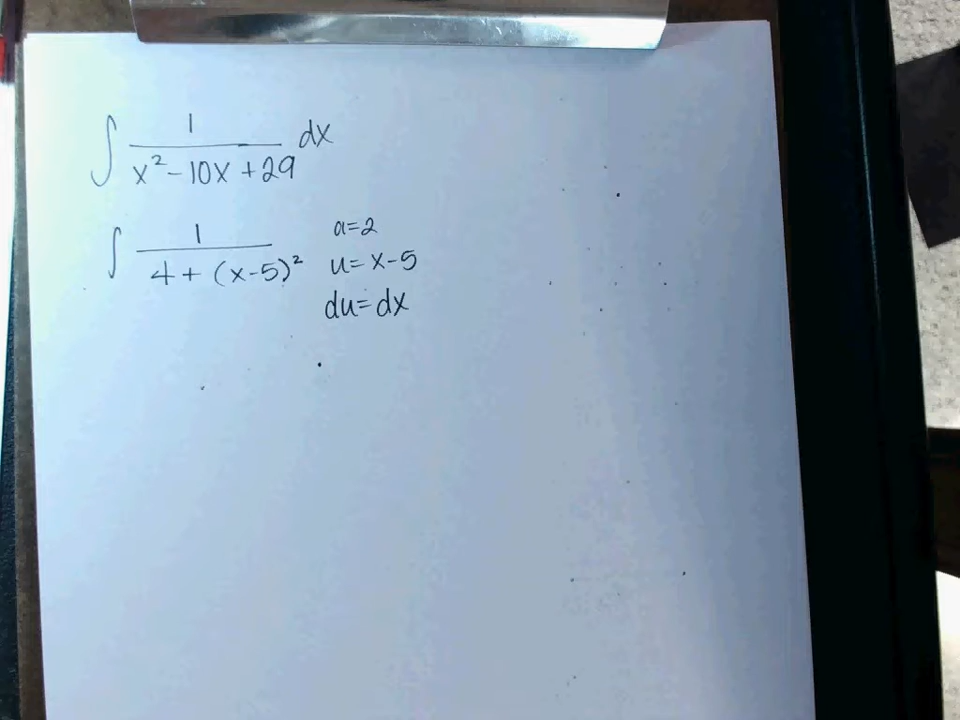 ∫ 1/(x² - 10x + 29) dx
∫ 1/(4 + (x-5)²) a=2
u= x-5
du= dx